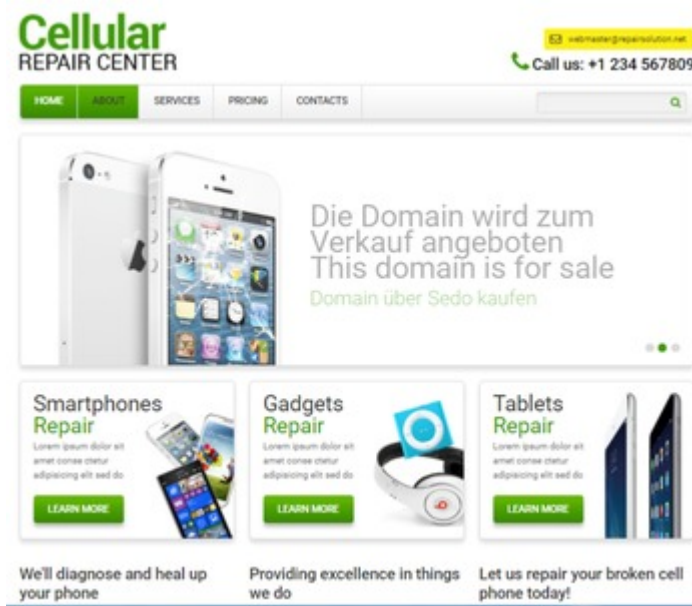 Cellular
REPAIR CENTER
webmaster@repairsolution.net
Call us: +1 234 567809
HOME ABOUT SERVICES PRICING CONTACTS
Die Domain wird zum
Verkauf angeboten
This domain is for sale
Domain über Sedo kaufen
Smartphones
Repair
Lorem ipsum dolor sit
amet conse ctetur
adipisicing elit sed do
LEARN MORE
Gadgets
Repair
Lorem ipsum dolor sit
amet conse ctetur
adipisicing elit sed do
LEARN MORE
Tablets
Repair
Lorem ipsum dolor sit
amet conse ctetur
adipisicing elit sed do
LEARN MORE
We'll diagnose and heal up
your phone
Providing excellence in things
we do
Let us repair your broken cell
phone today!